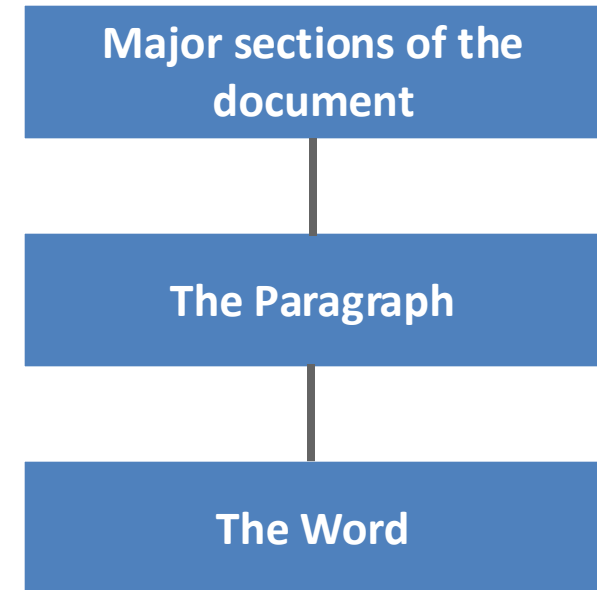 Major sections of the
document
The Paragraph
The Word